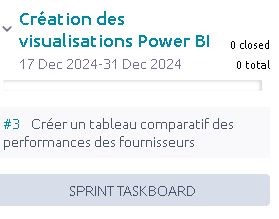 Création des
visualisations Power BI
0 closed
17 Dec 2024-31 Dec 2024
0 total
#3 Créer un tableau comparatif des
performances des fournisseurs
SPRINT TASKBOARD